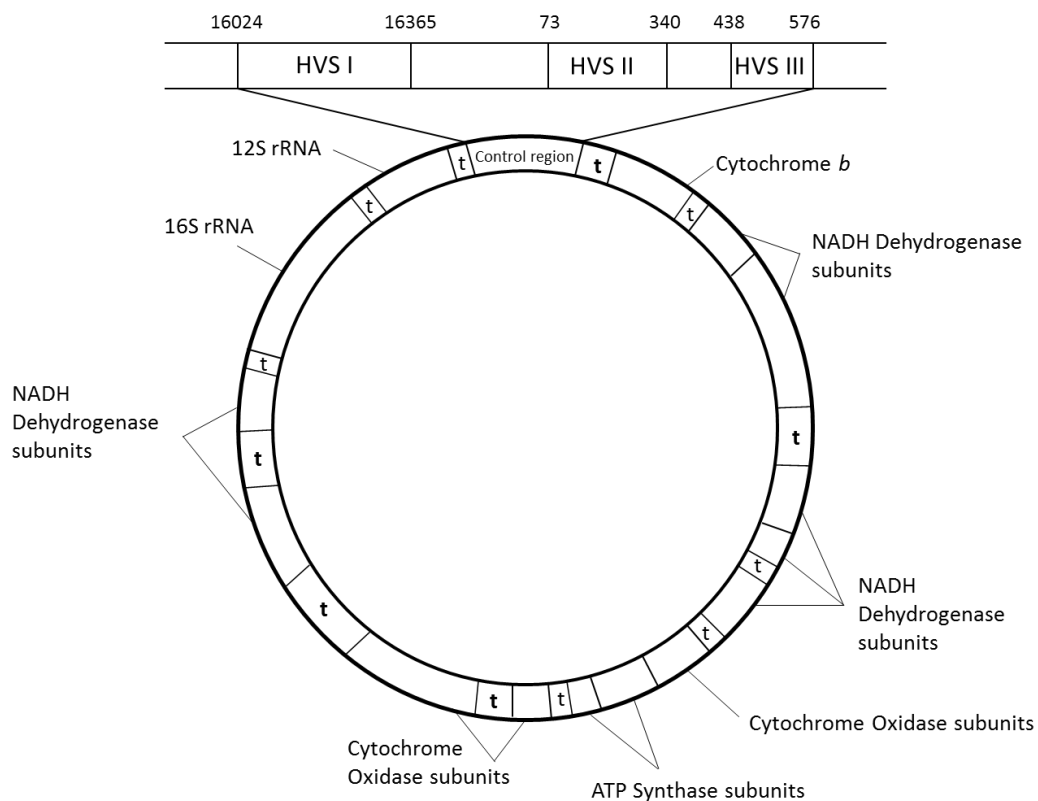 16024 16365 73 340 438 576
HVS I HVS II HVS III
12S rRNA
t Control region t
Cytochrome b
t
t
16S rRNA
NADH Dehydrogenase
subunits
t
NADH
Dehydrogenase
subunits
t
t
t
NADH
Dehydrogenase
subunits
t
t
t
t
Cytochrome Oxidase subunits
Cytochrome
Oxidase subunits
ATP Synthase subunits